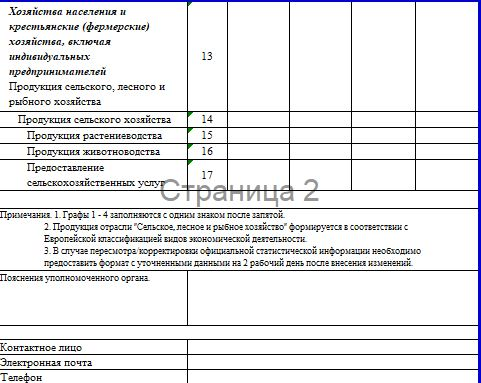 Хозяйства населения и
крестьянские (фермерские)
хозяйства, включая
индивидуальных
предпринимателей
13
Продукция сельского, лесного и
рыбного хозяйства
Продукция сельского хозяйства 14
Продукция растениеводства 15
Продукция животноводства 16
Предоставление
сельскохозяйственных услуг 17
Страница 2
Примечания. 1. Графы 1 - 4 заполняются с одним знаком после запятой.
2. Продукция отрасли "Сельское, лесное и рыбное хозяйство" формируется в соответствии с
Европейской классификацией видов экономической деятельности.
3. В случае пересмотра/корректировки официальной статистической информации необходимо
предоставить формат с уточненными данными на 2 рабочий день после внесения изменений.
Пояснения уполномоченного органа.
Контактное лицо
Электронная почта
Телефон